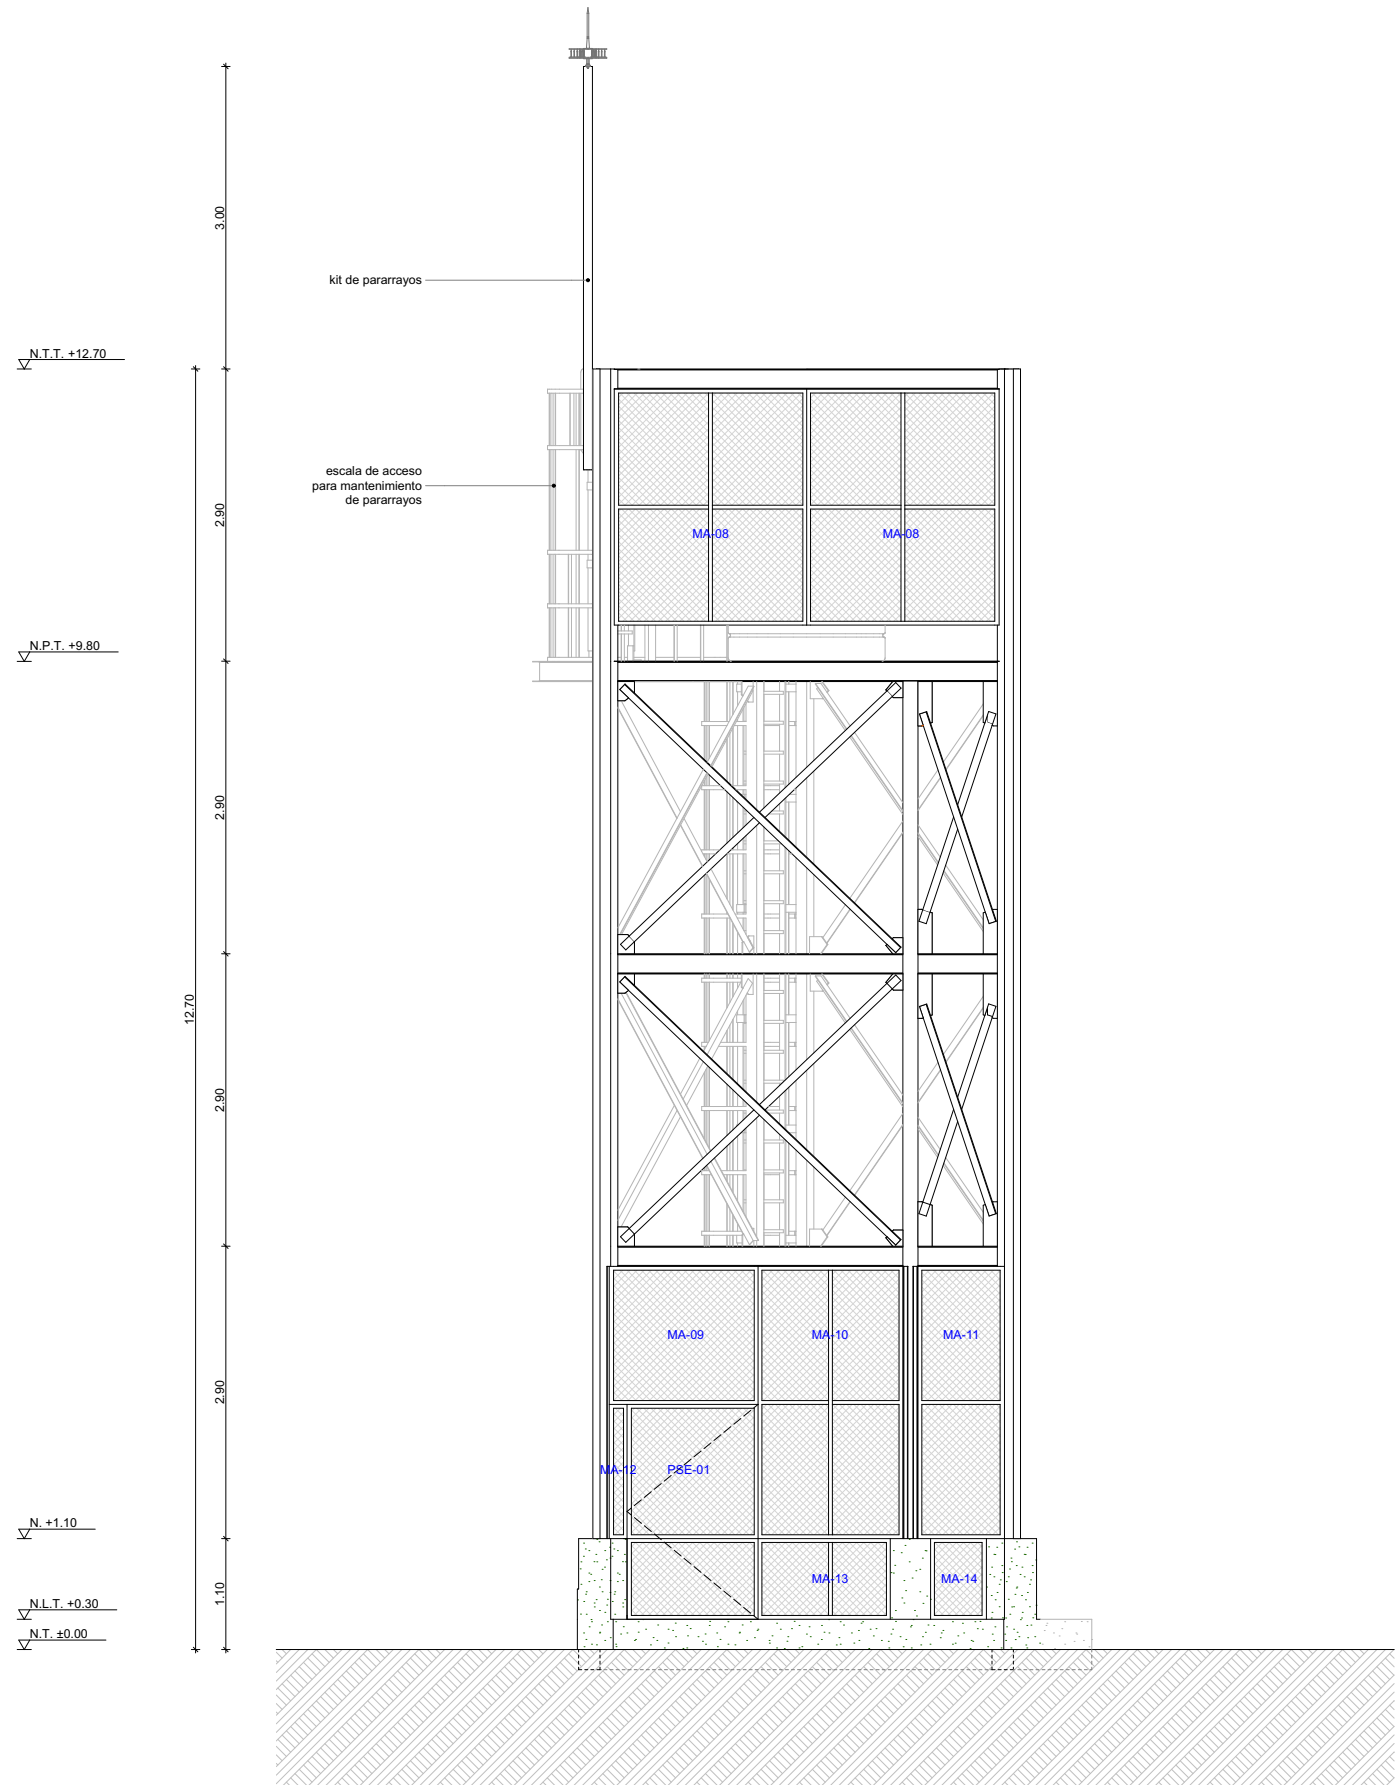 3.00
kit de pararrayos
N.T.T. +12.70
escala de acceso
para mantenimiento
de pararrayos
2.90
MA-08
MA-08
N.P.T. +9.80
2.90
12.70
2.90
MA-09
MA-10
MA-11
2.90
MA-12
PSE-01
N. +1.10
MA-13
MA-14
1.10
N.L.T. +0.30
N.T. ±0.00